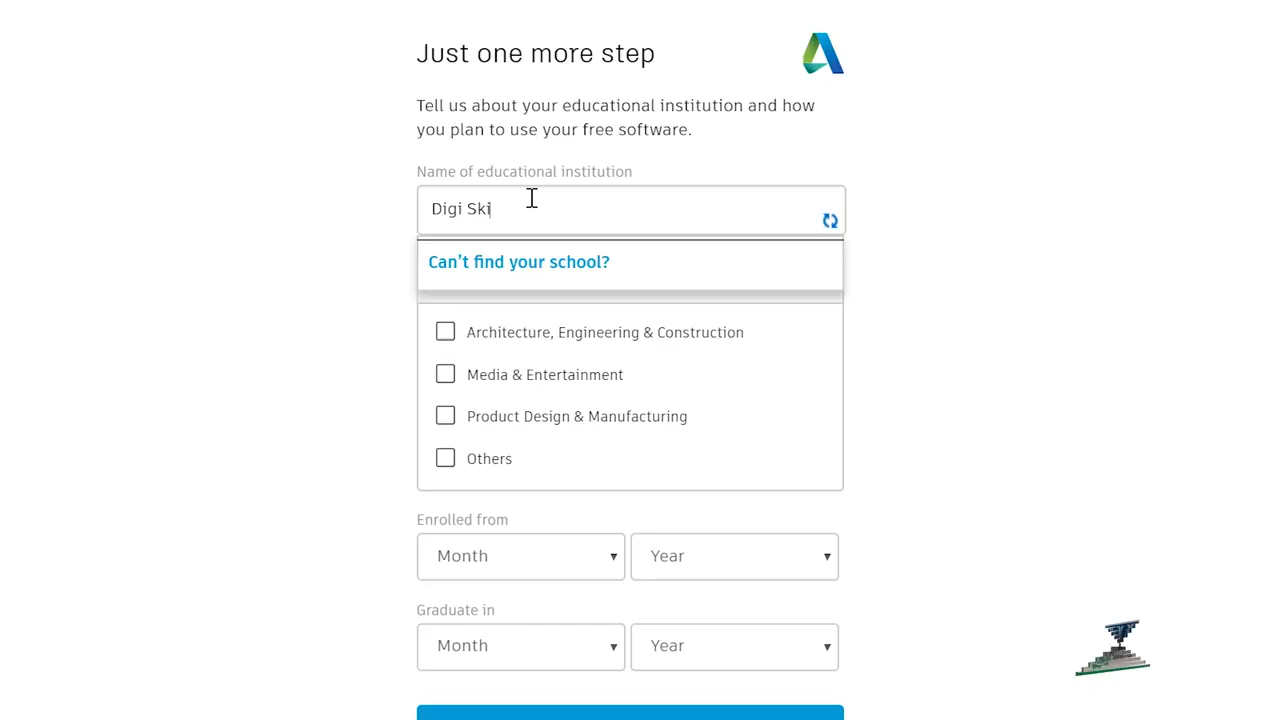 Just one more step
Tell us about your educational institution and how
you plan to use your free software.
Name of educational institution
Digi Ski
Can’t find your school?
Architecture, Engineering & Construction
Media & Entertainment
Product Design & Manufacturing
Others
Enrolled from
Month Year
Graduate in
Month Year